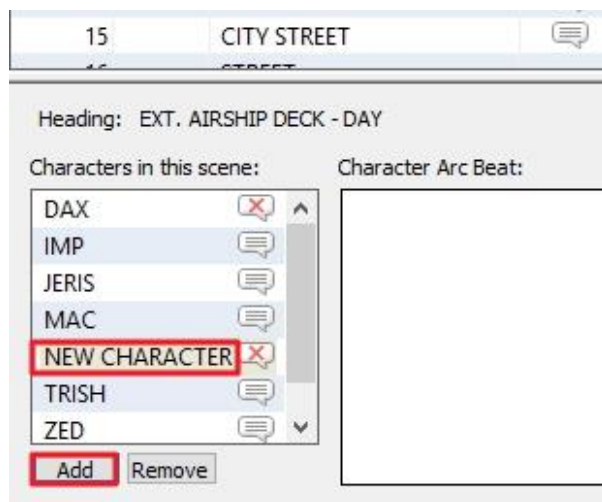 15 CITY STREET
Heading: EXT. AIRSHIP DECK - DAY
Characters in this scene: Character Arc Beat:
DAX
IMP
JERIS
MAC
NEW CHARACTER
TRISH
ZED
Add Remove